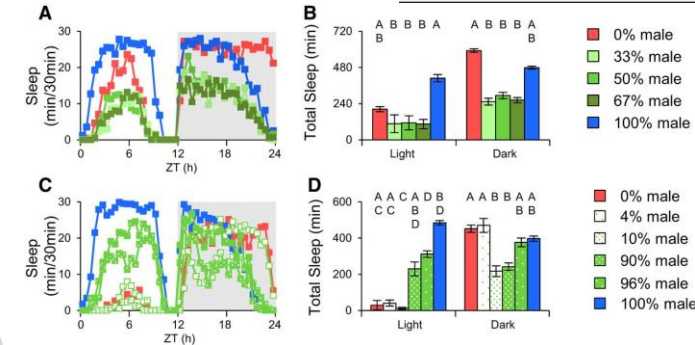 A
Sleep
(min/30min)
30
20
10
0
0 6 12 18 24
ZT (h)
B
Total Sleep (min)
720
480
240
0
A B B B A A B B B A
B B
Light Dark
0% male
33% male
50% male
67% male
100% male
C
Sleep
(min/30min)
30
20
10
0
0 6 12 18 24
ZT (h)
D
Total Sleep (min)
600
400
200
0
A A C A D B A A B B A A
C C B D B B
D
Light Dark
0% male
4% male
10% male
90% male
96% male
100% male